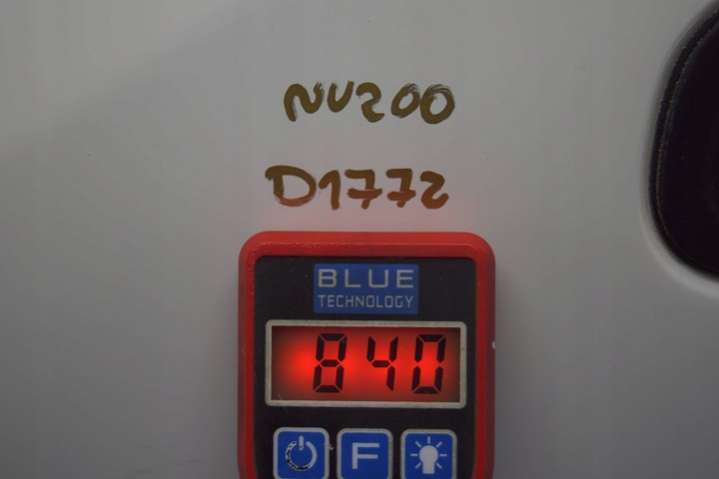 NV200
D1772
BLUE
TECHNOLOGY
840
F